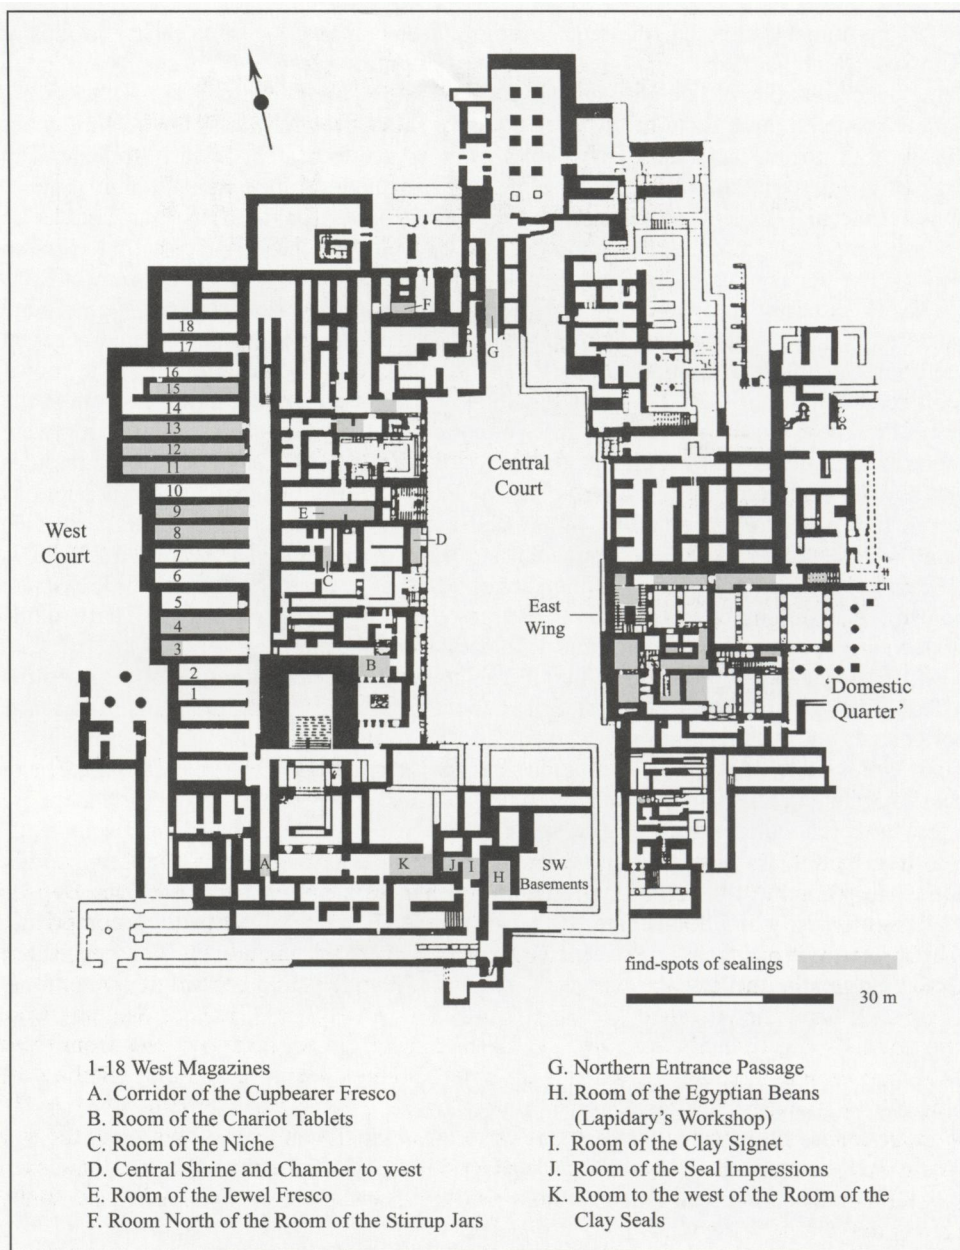 F
G
18
17
16
15
14
13
12
11
10
9
8
7
6
5
4
3
2
1
Central
Court
E
D
C
West
Court
East
Wing
B
'Domestic
Quarter'
A
K
J
I
H
SW
Basements
find-spots of sealings
30 m
1-18 West Magazines
A. Corridor of the Cupbearer Fresco
B. Room of the Chariot Tablets
C. Room of the Niche
D. Central Shrine and Chamber to west
E. Room of the Jewel Fresco
F. Room North of the Room of the Stirrup Jars
G. Northern Entrance Passage
H. Room of the Egyptian Beans
(Lapidary's Workshop)
I. Room of the Clay Signet
J. Room of the Seal Impressions
K. Room to the west of the Room of the
Clay Seals